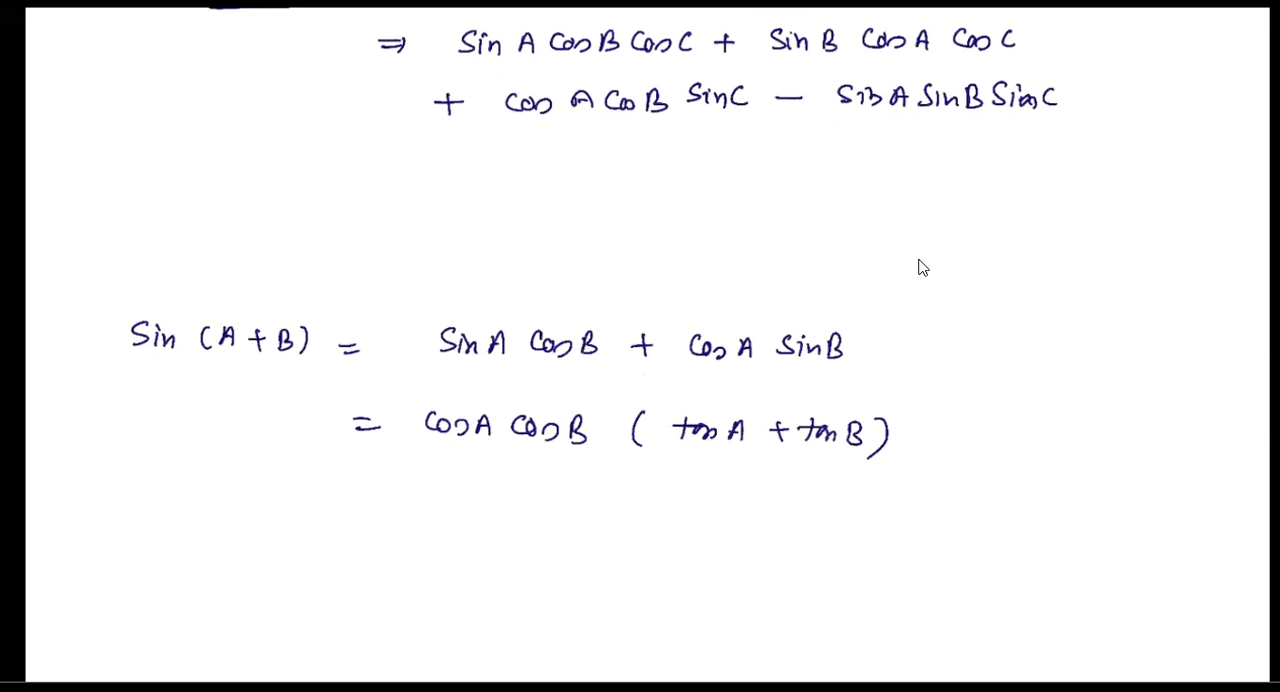 ⇒ Sin A Cos B Cos C + Sin B Cos A Cos C
+ Cos A Cos B Sin C − Sin A Sin B Sin C
Sin (A + B) = Sin A Cos B + Cos A Sin B
= Cos A Cos B ( tan A + tan B )